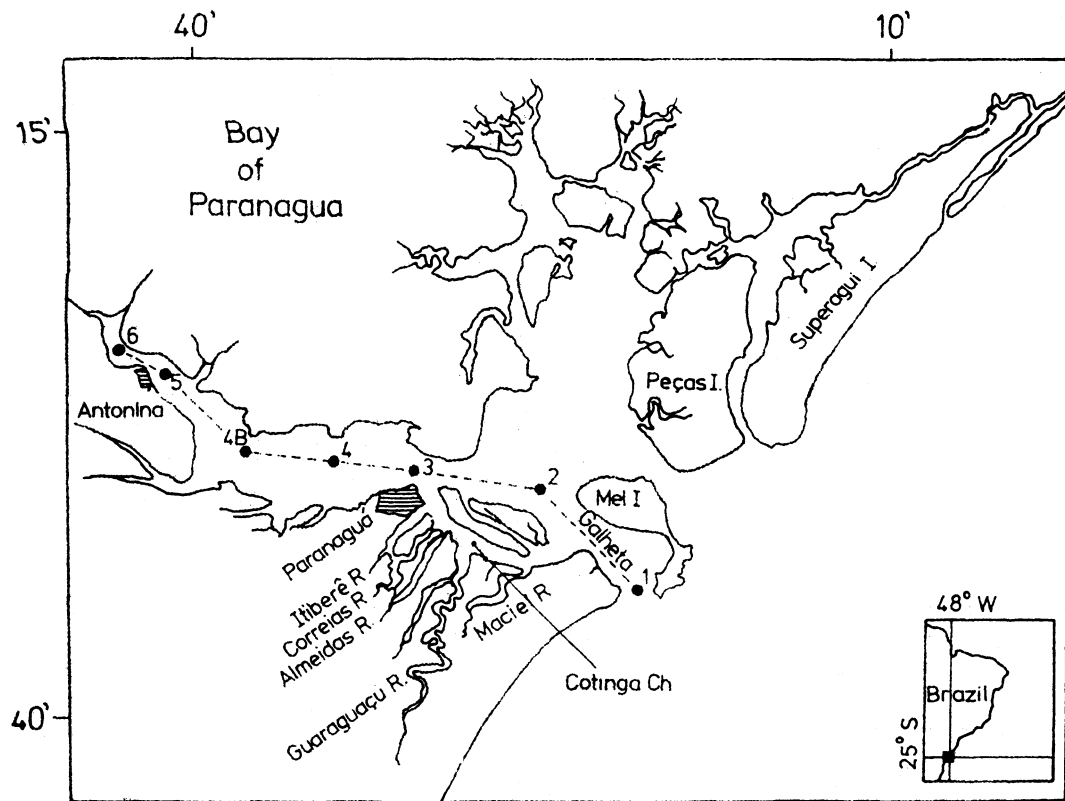 40'
10'
15'
Bay
of
Paranagua
Superagui I.
6
5
Peças I.
Antonina
4B
4
3
2
Mel I
Galheta
Paranagua
1
Itiberê R
Correias R
Almeidas R.
Maciel R
Guaraguaçu R.
Cotinga Ch
40'
48° W
Brazil
25° S